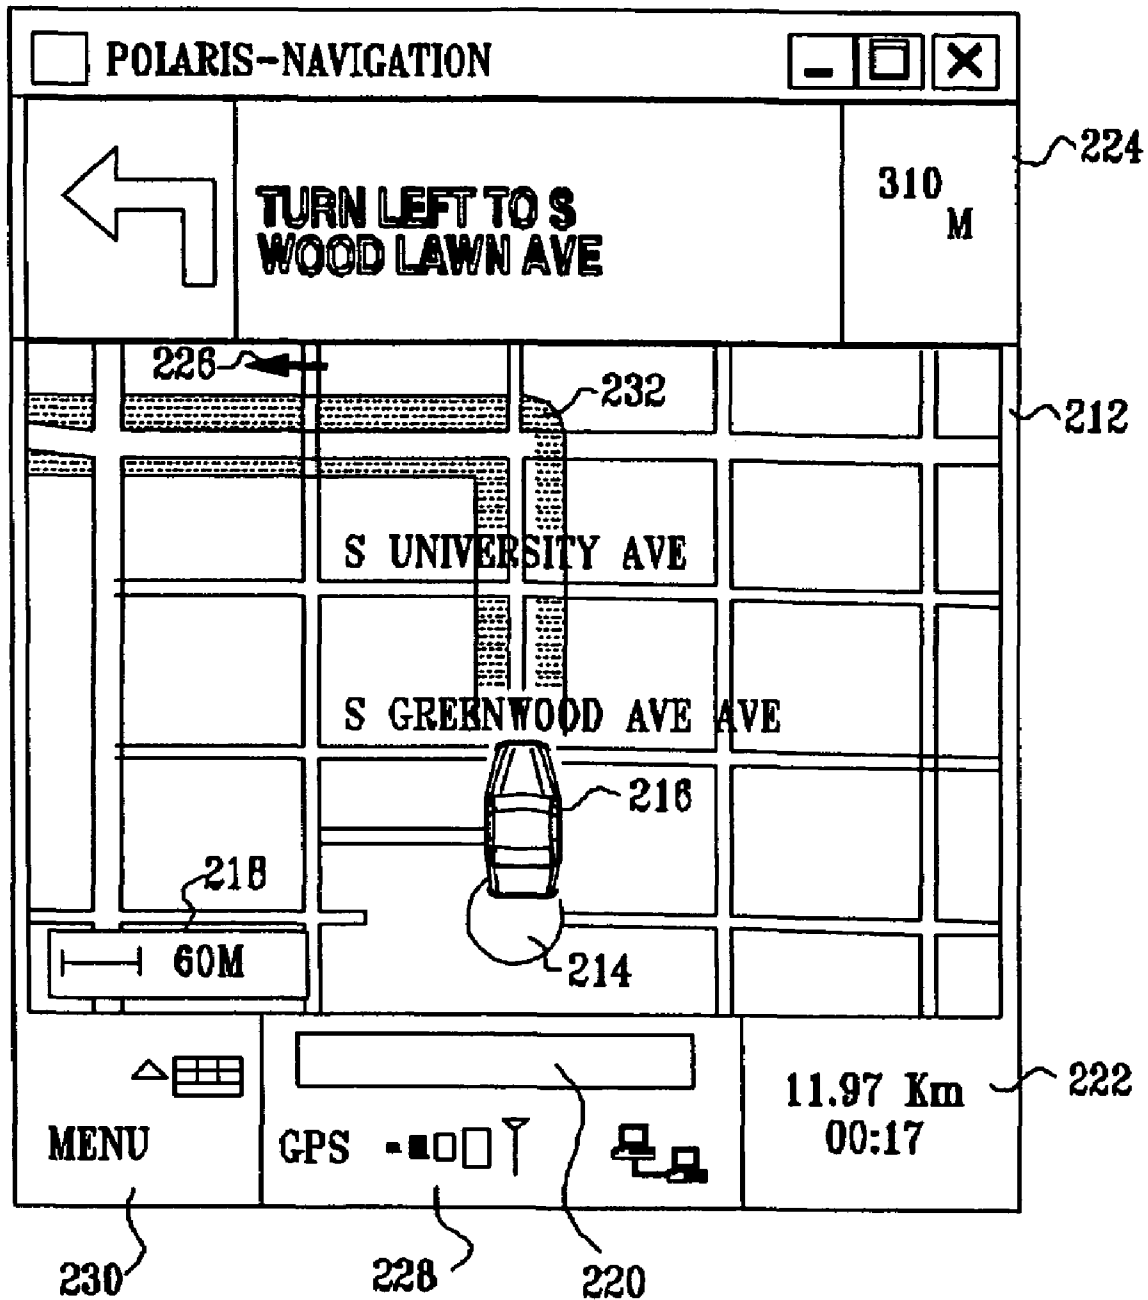 POLARIS-NAVIGATION
224
310
M
TURN LEFT TO S
WOOD LAWN AVE
226
232
212
S UNIVERSITY AVE
S GREENWOOD AVE AVE
216
218
60M
214
222
11.97 Km
00:17
MENU
GPS
230
228
220